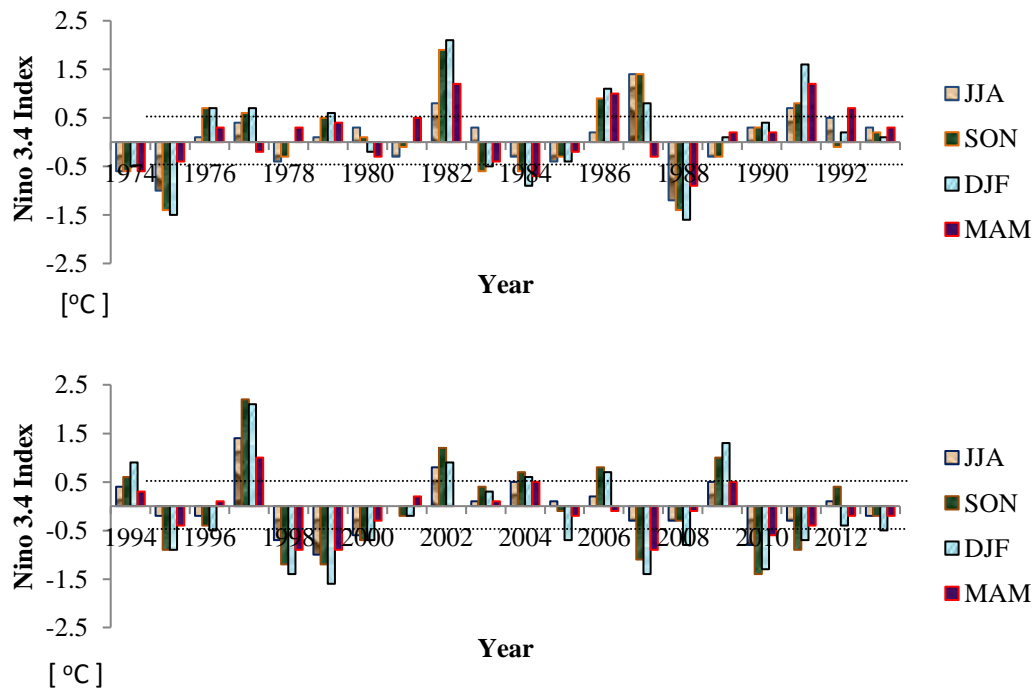 2.5
1.5
0.5
-0.5
-1.5
-2.5
Nino 3.4 Index
1974 1976 1978 1980 1982 1984 1986 1988 1990 1992
Year
[°C ]
JJA
SON
DJF
MAM
2.5
1.5
0.5
-0.5
-1.5
-2.5
Nino 3.4 Index
1994 1996 1998 2000 2002 2004 2006 2008 2010 2012
Year
[ °C ]
JJA
SON
DJF
MAM